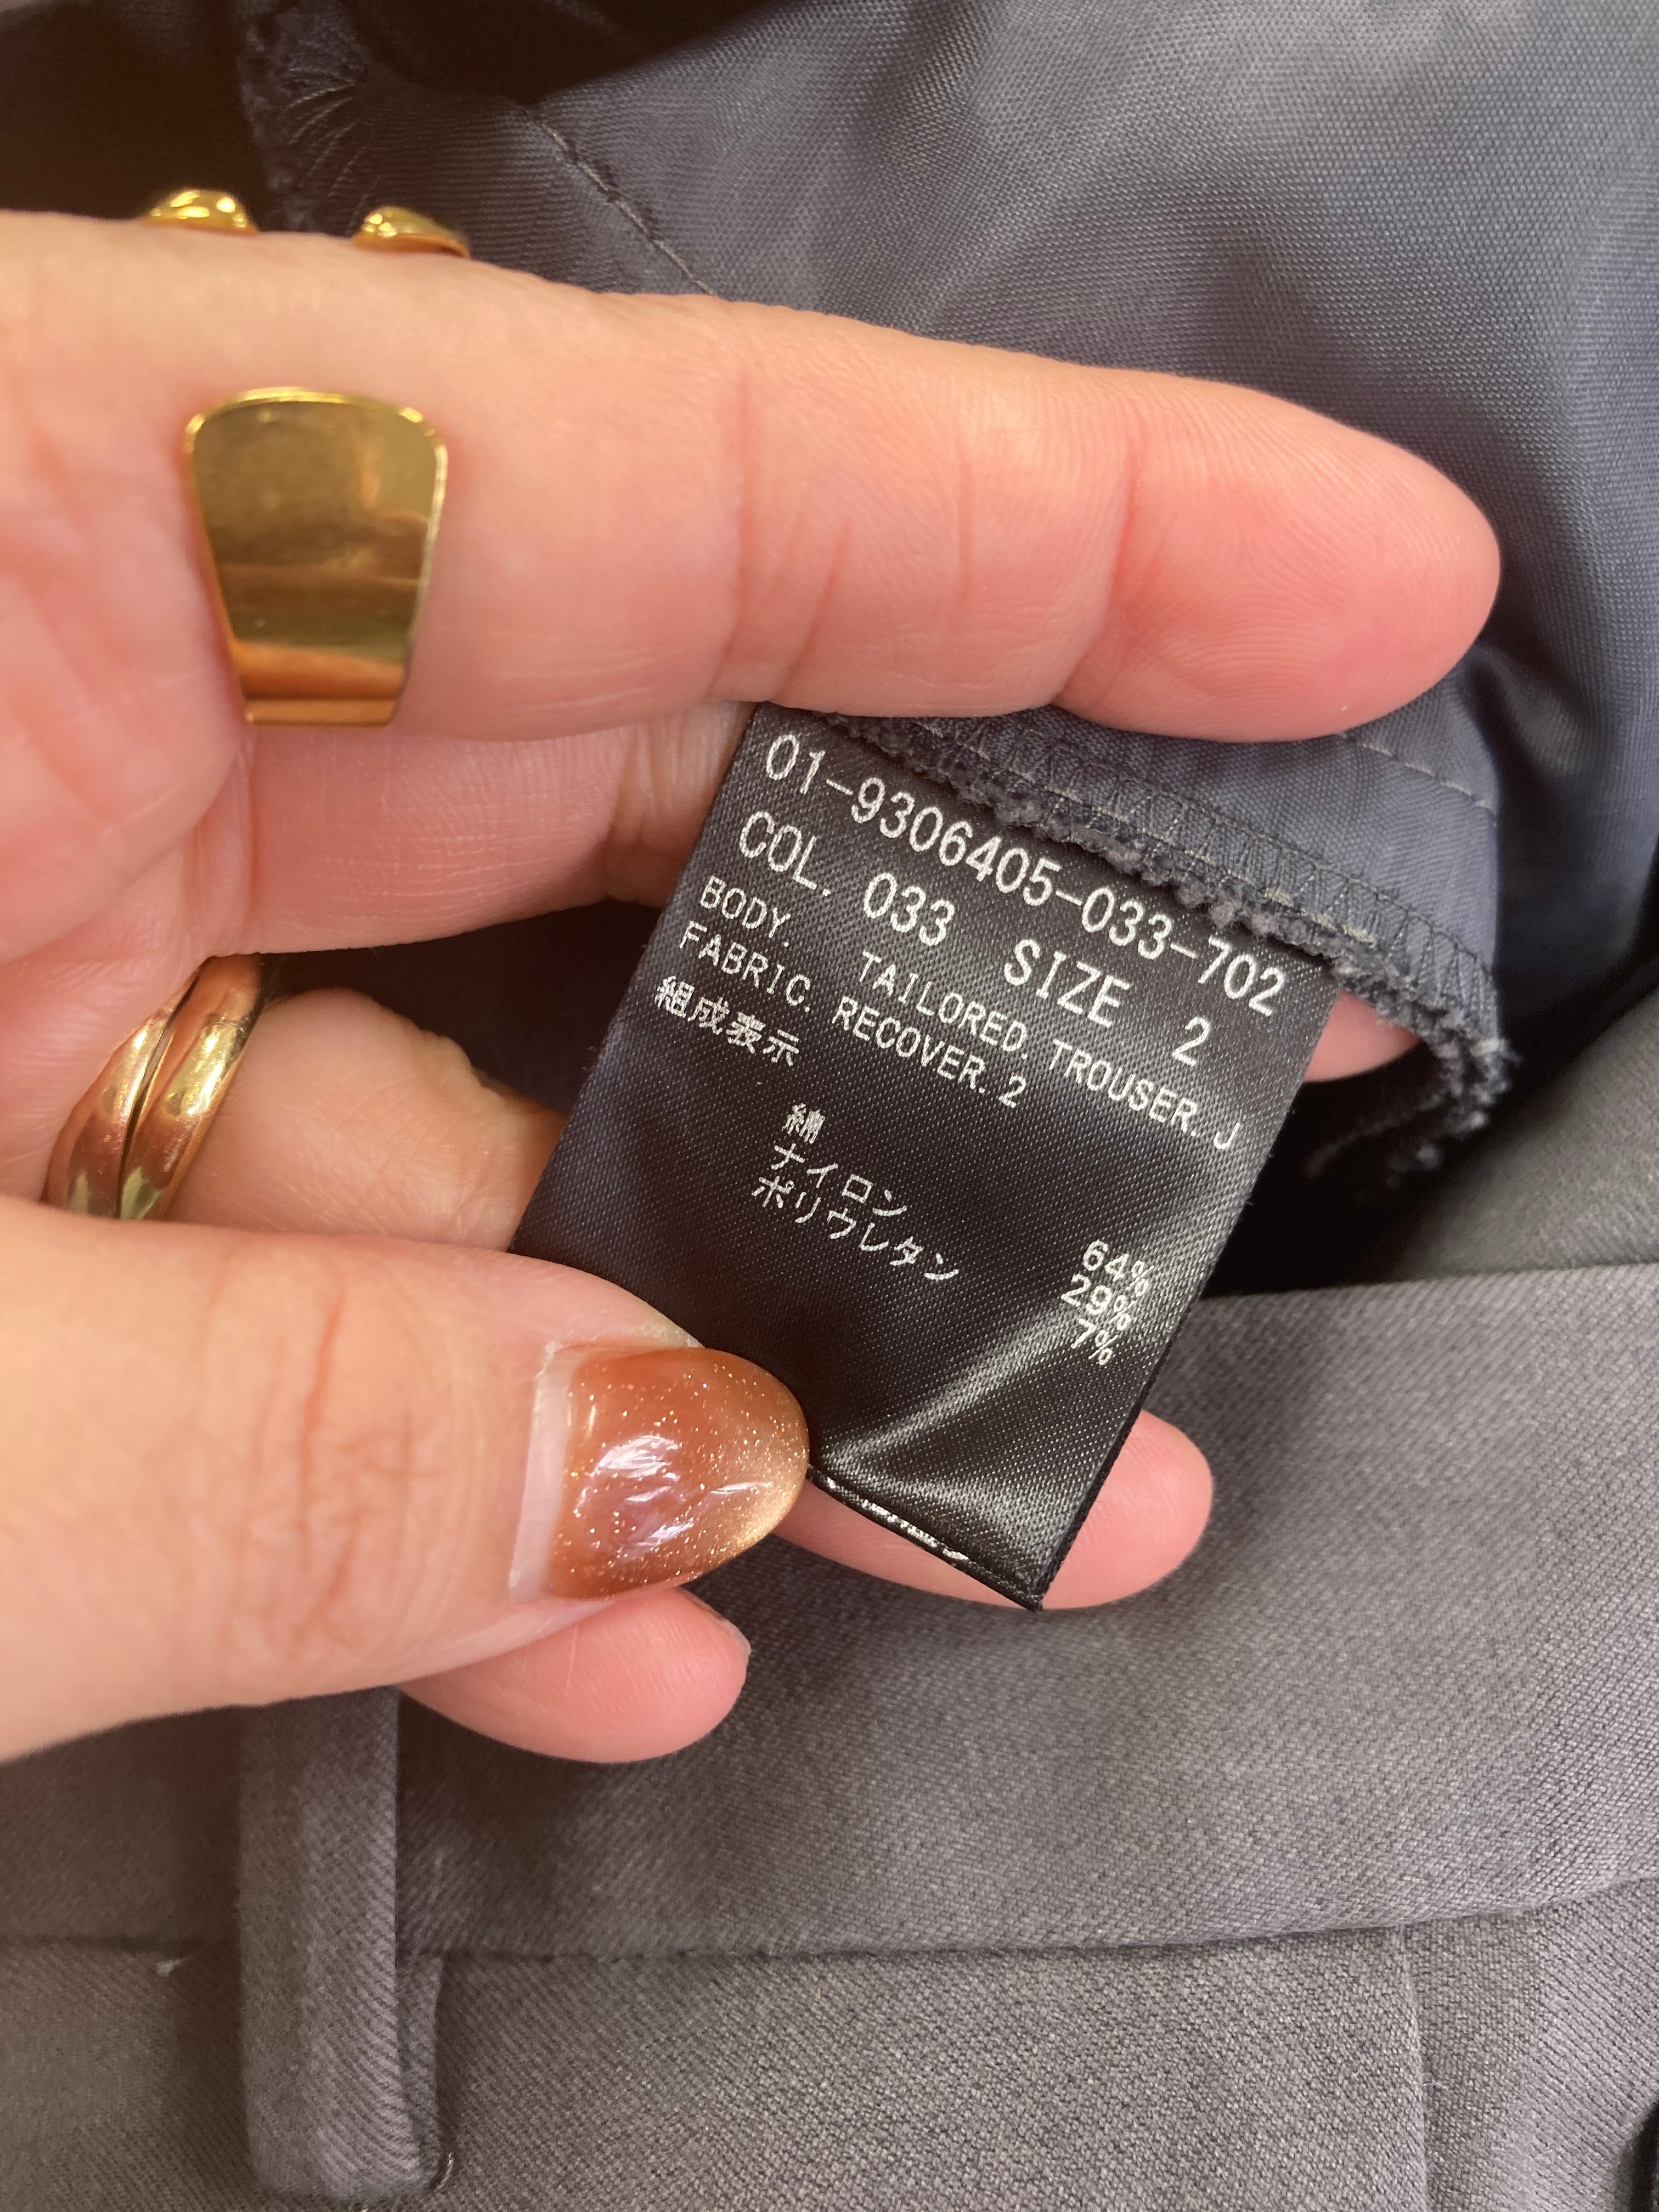 01-9306405-033-702
COL. 033 SIZE 2
BODY. TAILORED. TROUSER. J
FABRIC. RECOVER. 2
組成表示
綿 64%
ナイロン 29%
ポリウレタン 7%